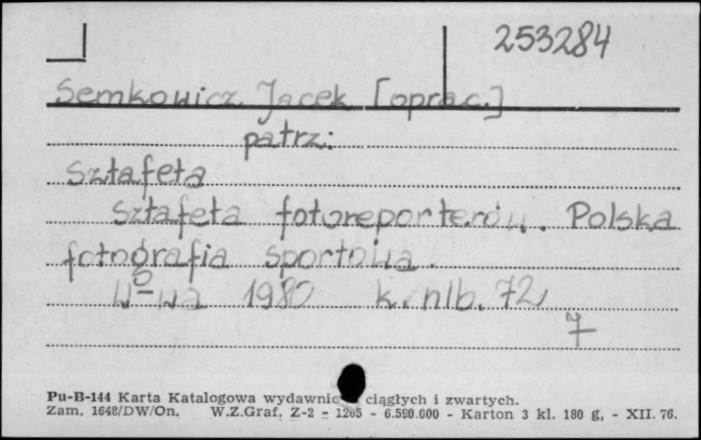 253284
Semkowicz Jacek [oprac.]
patrz:
Sztafeta
Sztafeta fotoreporterów. Polska
fotografia sportowa.
W-wa 1980 k. nlb. 72
7
Pu-B-144 Karta Katalogowa wydawnic ciągłych i zwartych.
Zam. 1648/DW/On. W.Z.Graf. Z-2 - 1265 - 6.590.000 - Karton 3 kl. 180 g, - XII. 76.